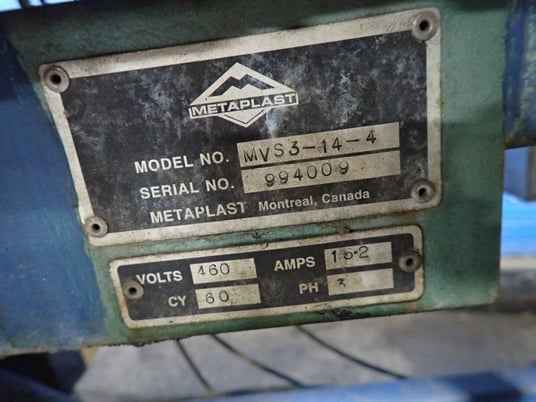 METAPLAST
MODEL NO. MVS3-14-4
SERIAL NO. 994009
METAPLAST Montreal, Canada
VOLTS 460 AMPS 15.2
CY 60 PH 3